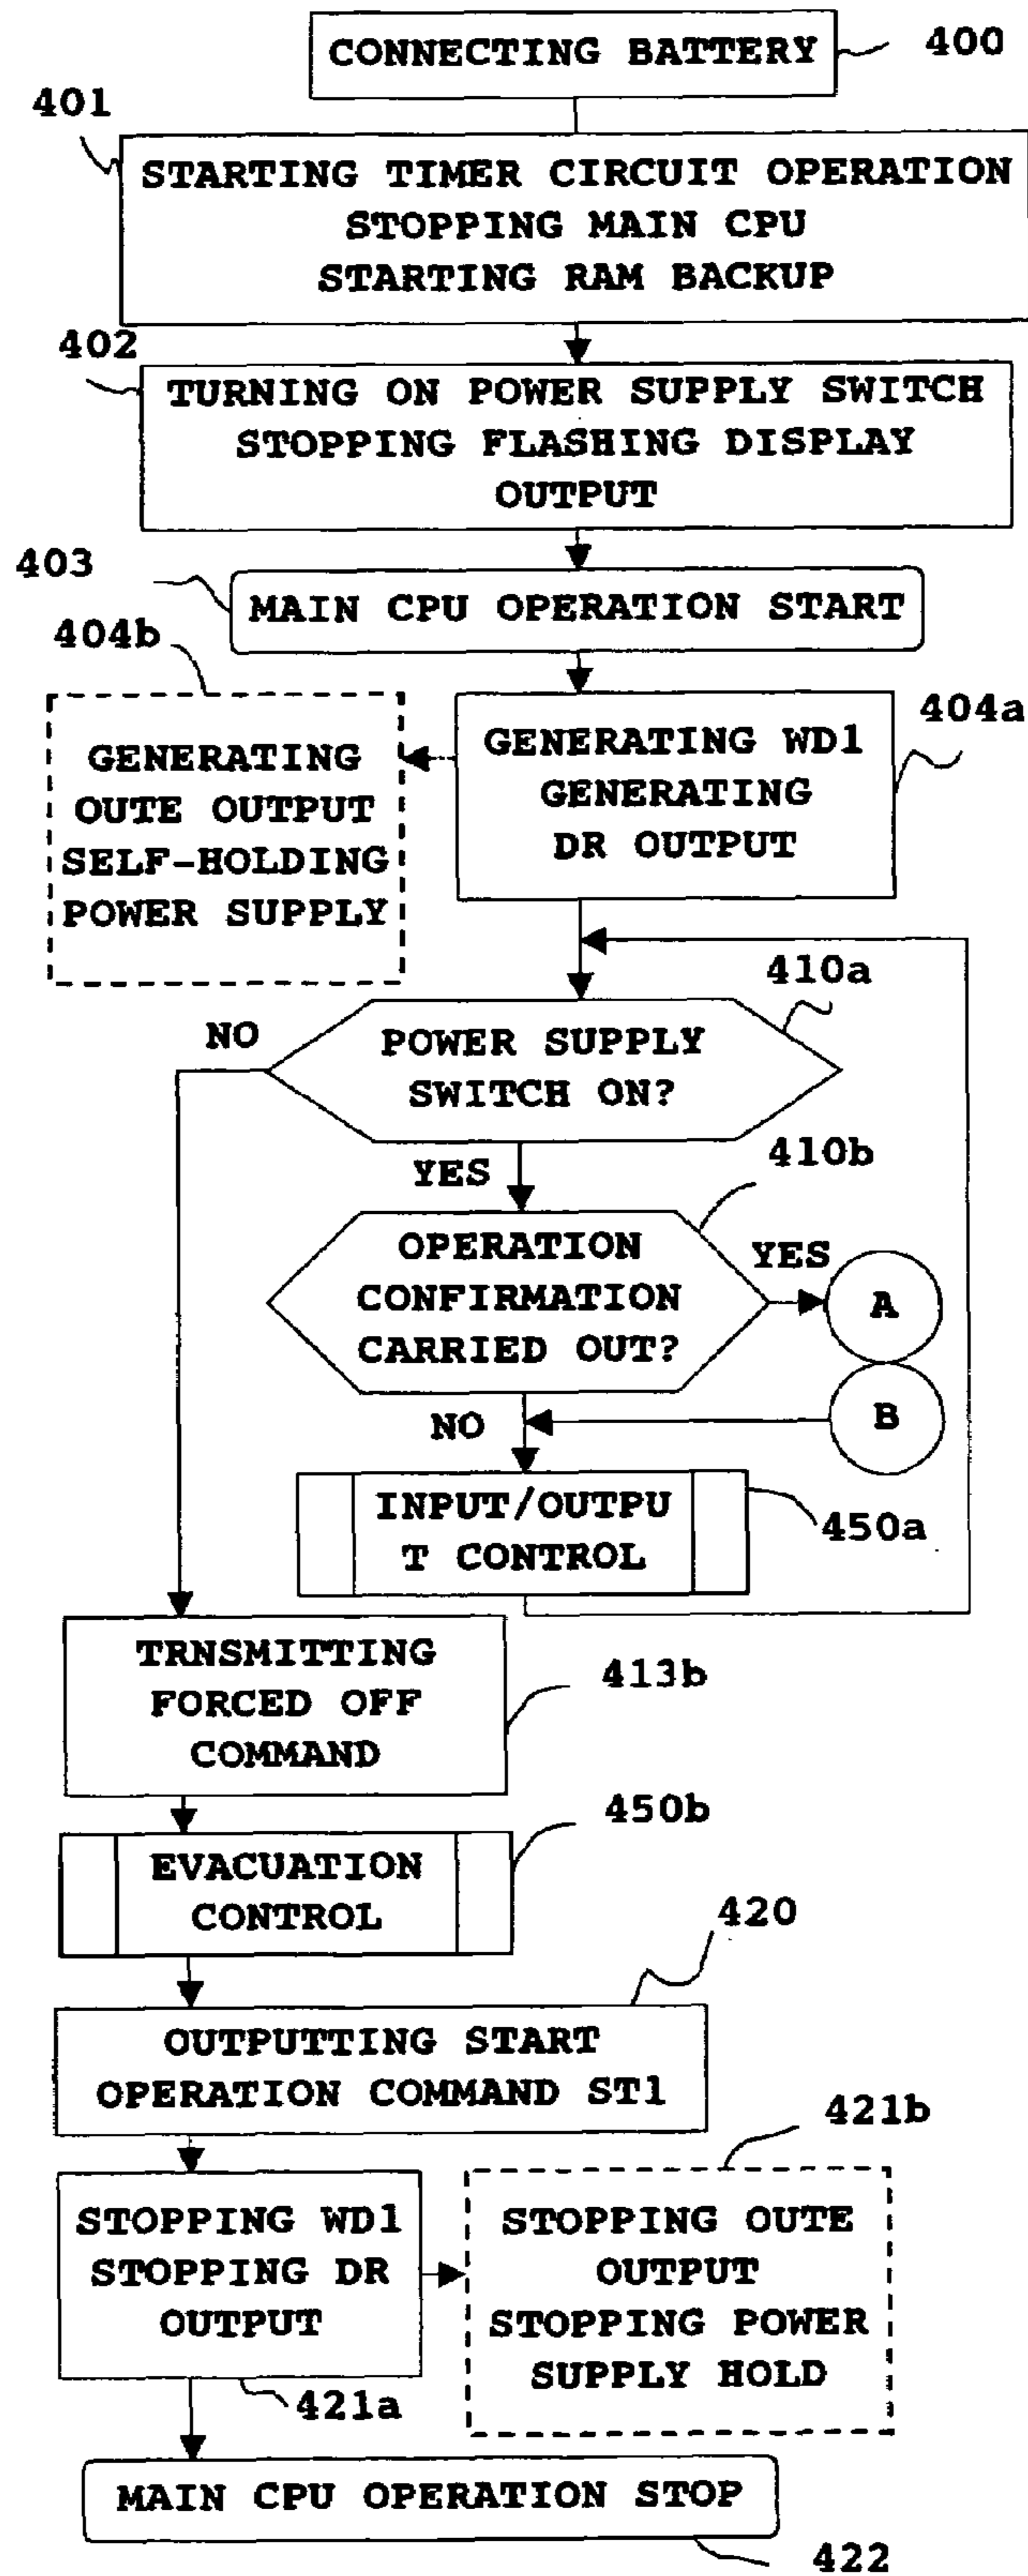 CONNECTING BATTERY
400
401
STARTING TIMER CIRCUIT OPERATION
STOPPING MAIN CPU
STARTING RAM BACKUP
402
TURNING ON POWER SUPPLY SWITCH
STOPPING FLASHING DISPLAY
OUTPUT
403
MAIN CPU OPERATION START
404b
GENERATING
OUTE OUTPUT
SELF-HOLDING
POWER SUPPLY
404a
GENERATING WD1
GENERATING
DR OUTPUT
410a
NO
POWER SUPPLY
SWITCH ON?
YES
410b
OPERATION
CONFIRMATION
CARRIED OUT?
YES
A
B
NO
INPUT/OUTPU
T CONTROL
450a
TRNSMITTING
FORCED OFF
COMMAND
413b
450b
EVACUATION
CONTROL
420
OUTPUTTING START
OPERATION COMMAND ST1
421b
STOPPING WD1
STOPPING DR
OUTPUT
421a
STOPPING OUTE
OUTPUT
STOPPING POWER
SUPPLY HOLD
MAIN CPU OPERATION STOP
422